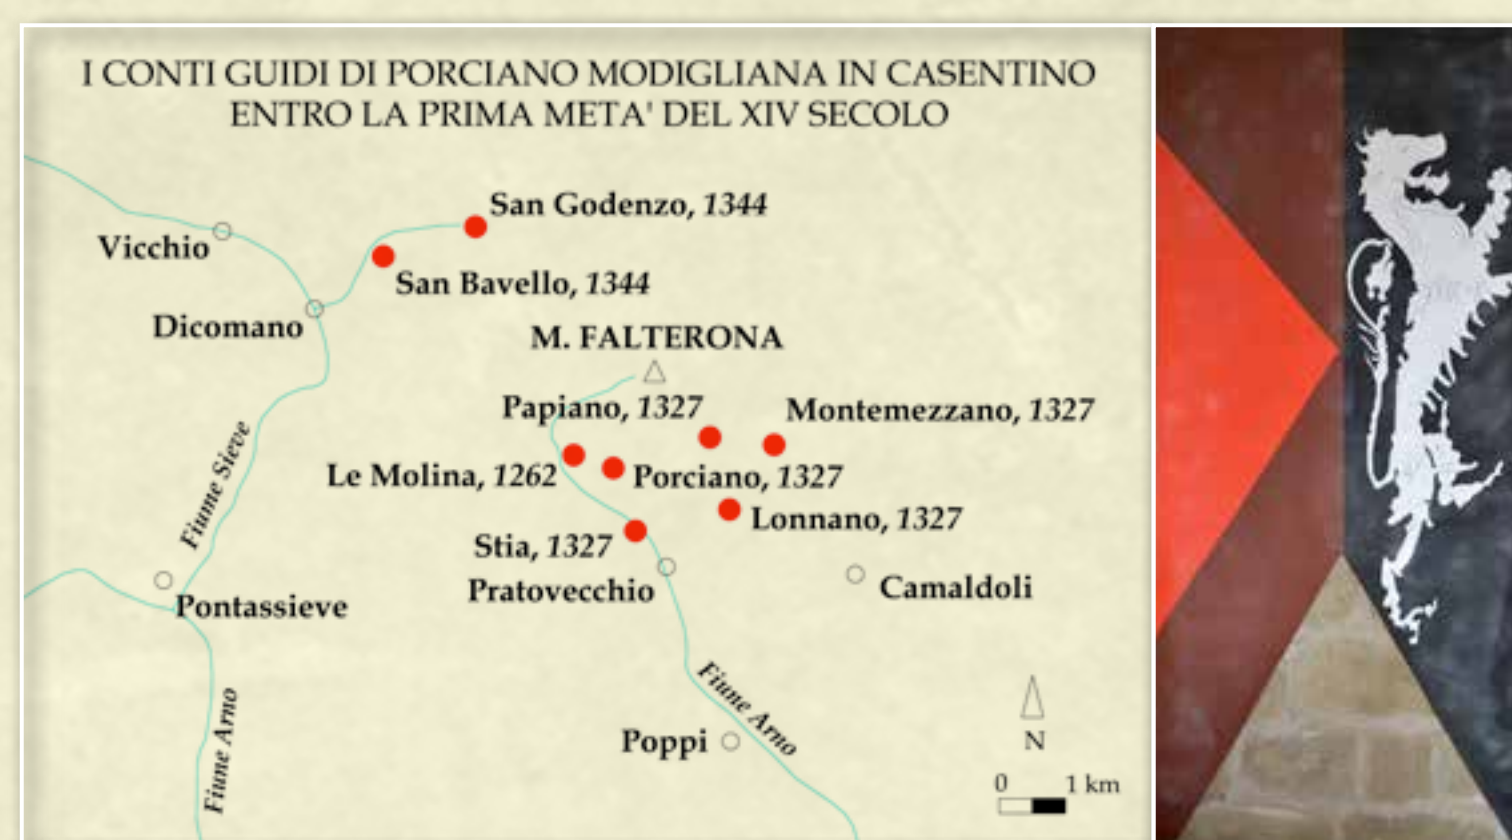 I CONTI GUIDI DI PORCIANO MODIGLIANA IN CASENTINO
ENTRO LA PRIMA META' DEL XIV SECOLO
San Godenzo, 1344
Vicchio
San Bavello, 1344
Dicomano
M. FALTERONA
Papiano, 1327
Montemezzano, 1327
Le Molina, 1262
Porciano, 1327
Fiume Sieve
Lonnano, 1327
Stia, 1327
Pratovecchio
Camaldoli
Pontassieve
Fiune Arno
Fiune Arno
Poppi
N
0 1 km